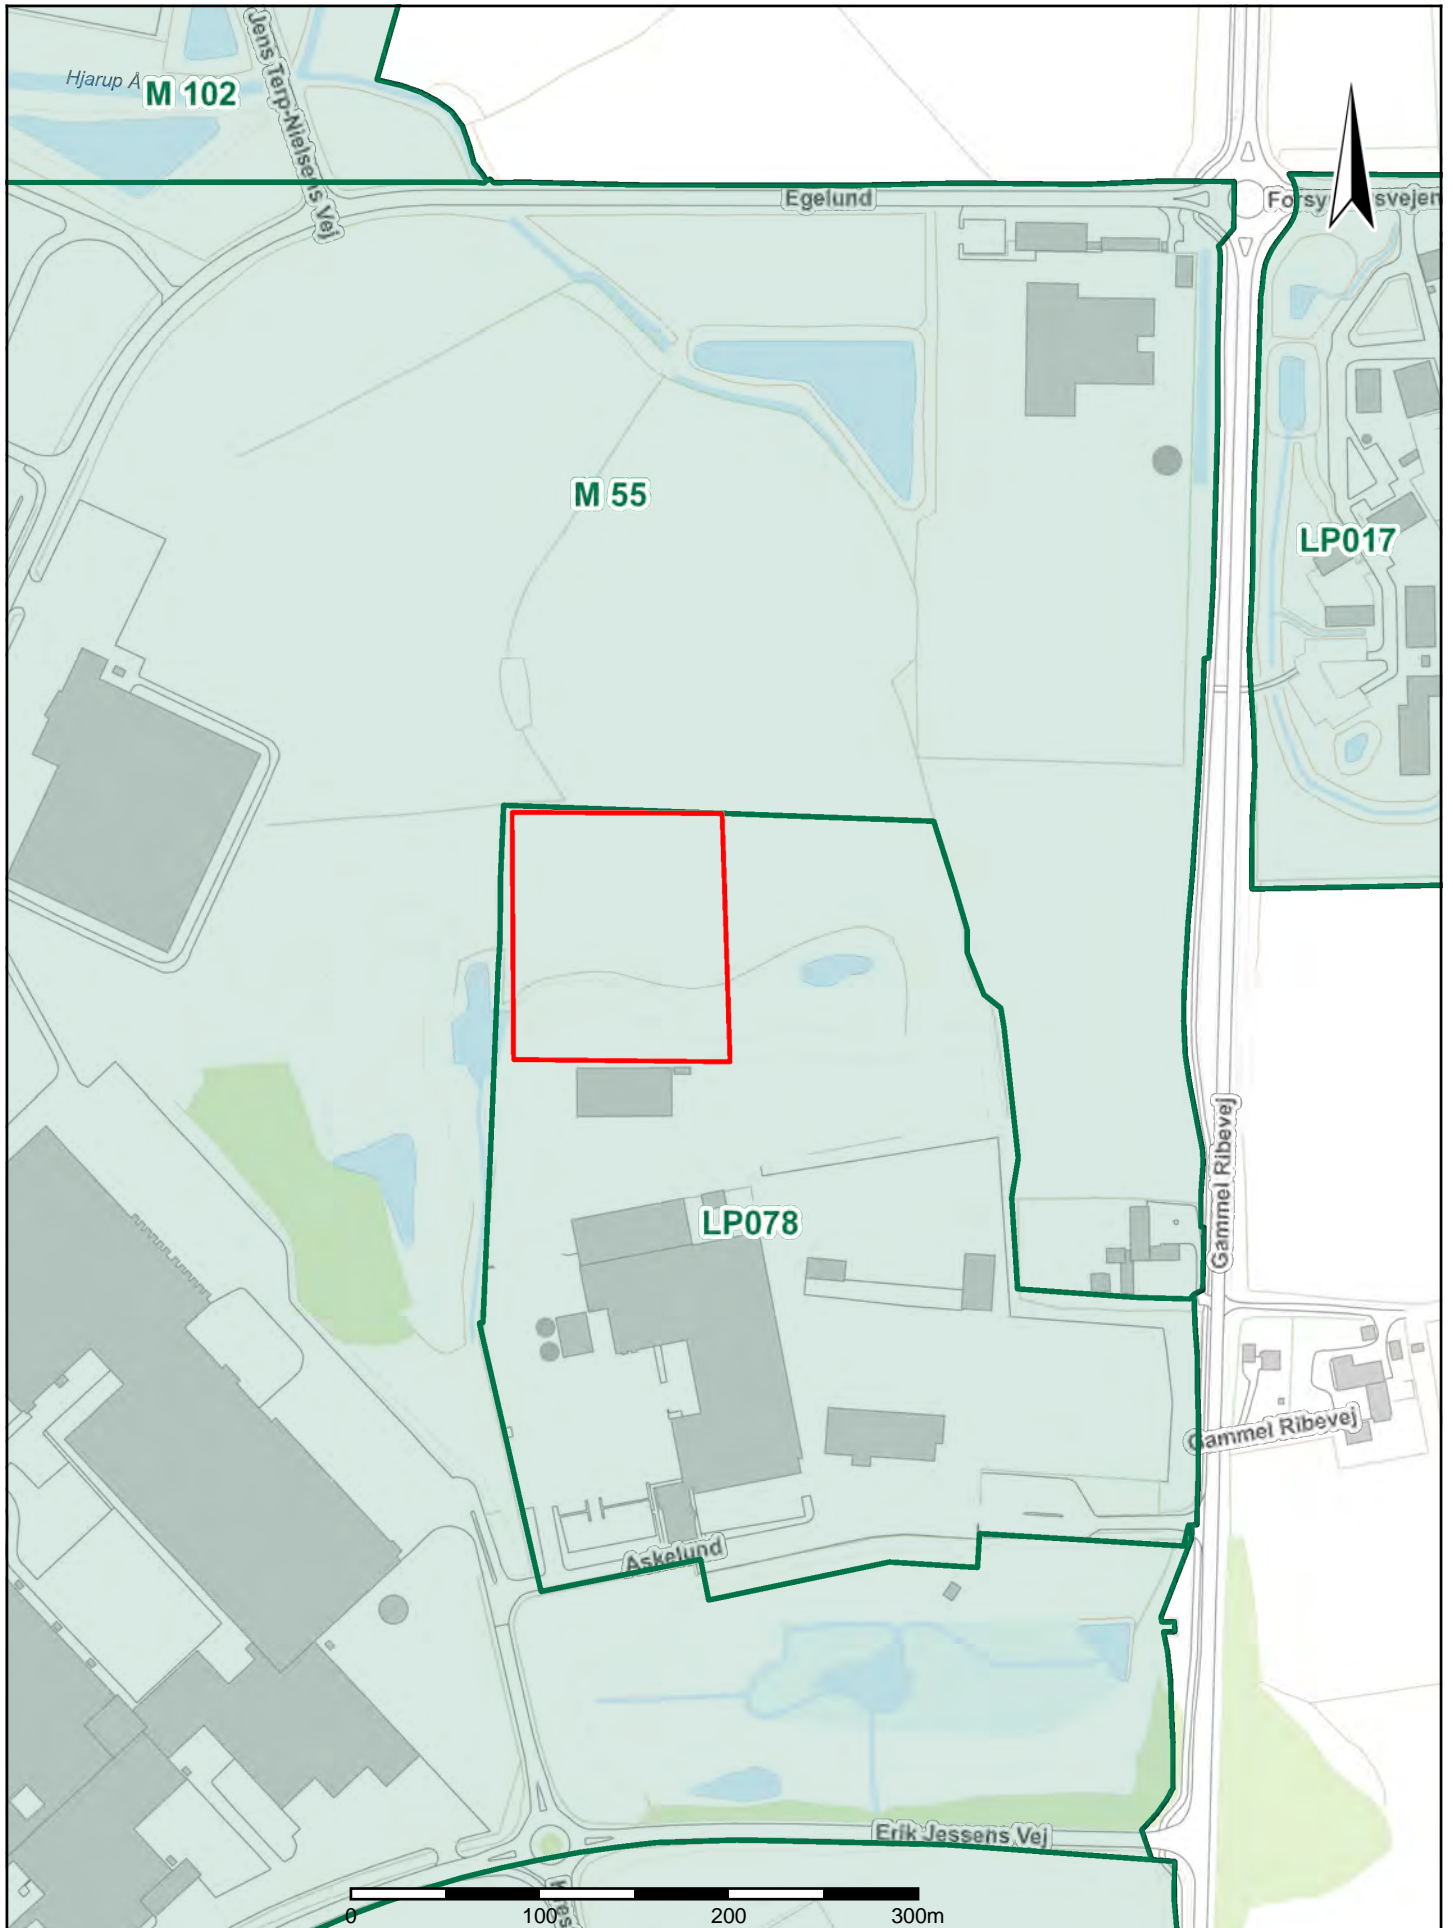 Jens Terp-Nielsens Vej
Hjarup Å
M 102
Egelund
M 55
LP017
Gammel Ribevej
LP078
Gammel Ribevej
Askelund
Erik Jessens Vej
0 100 200 300m